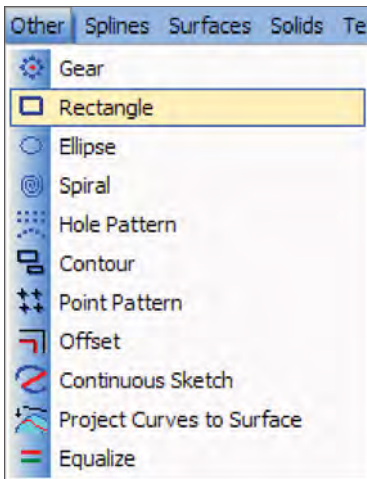 Other Splines Surfaces Solids
Gear
Rectangle
Ellipse
Spiral
Hole Pattern
Contour
Point Pattern
Offset
Continuous Sketch
Project Curves to Surface
Equalize